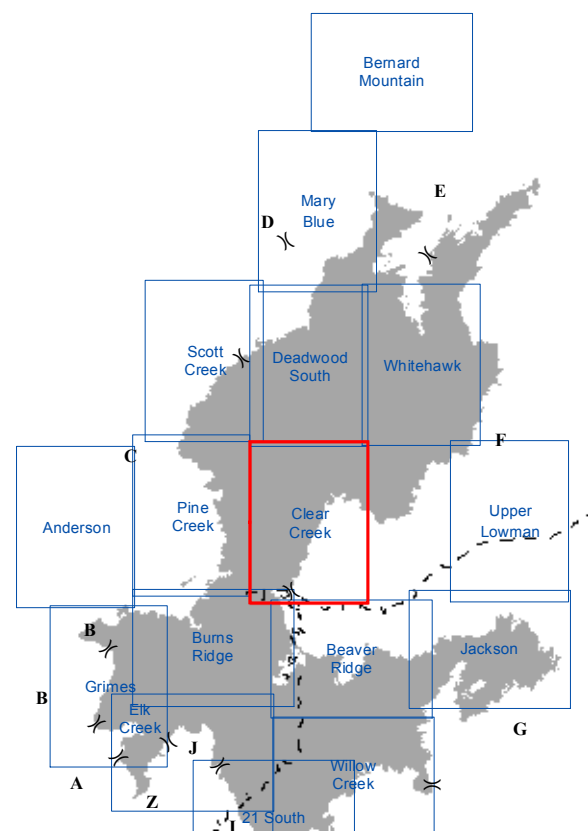 Bernard
Mountain
E
Mary
Blue
D
Scott
Creek
Deadwood
South
Whitehawk
F
C
Pine
Creek
Clear
Creek
Upper
Lowman
Anderson
B
Burns
Ridge
Beaver
Ridge
Jackson
Grimes
B
Elk
Creek
G
J
A
Willow
Creek
Z
21 South